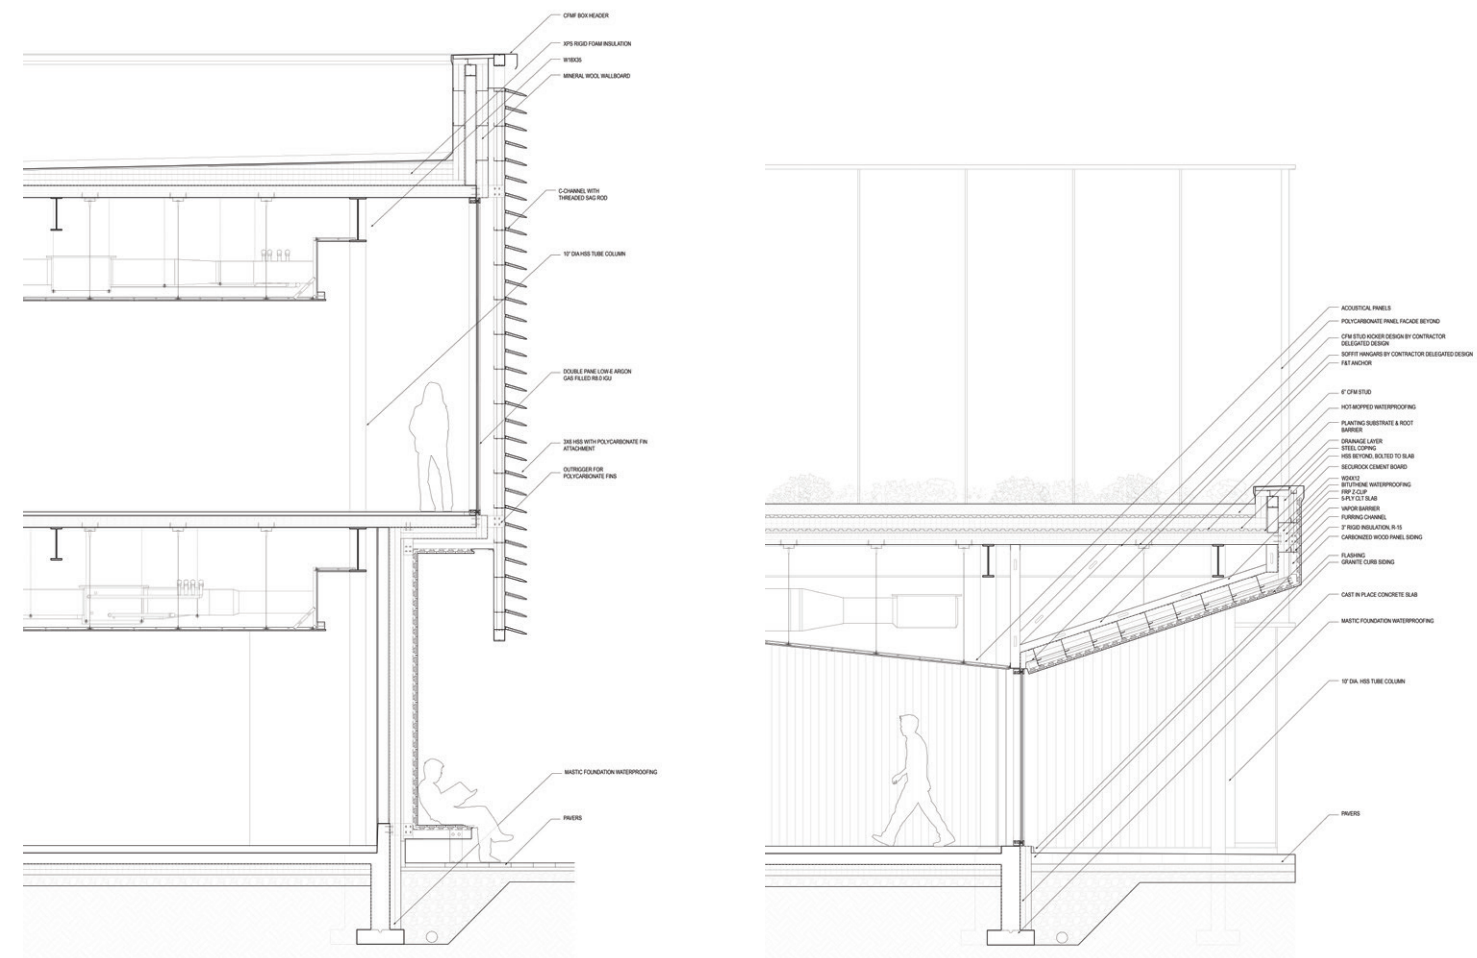 CFMF BOX HEADER
XPS RIGID FOAM INSULATION
W18X35
MINERAL WOOL WALLBOARD
C-CHANNEL WITH
THREADED SAG ROD
10" DIA HSS TUBE COLUMN
DOUBLE PANE LOW-E ARGON
GAS FILLED R8.0 IGU
3X6 HSS WITH POLYCARBONATE FIN
ATTACHMENT
OUTRIGGER FOR
POLYCARBONATE FINS
MASTIC FOUNDATION WATERPROOFING
PAVERS
ACOUSTICAL PANELS
POLYCARBONATE PANEL FACADE BEYOND
CFM STUD KICKER DESIGN BY CONTRACTOR
DELEGATED DESIGN
SOFFIT HANGARS BY CONTRACTOR DELEGATED DESIGN
F&T ANCHOR
6" CFM STUD
HOT-MOPPED WATERPROOFING
PLANTING SUBSTRATE & ROOT
BARRIER
DRAINAGE LAYER
STEEL COPING
HSS BEYOND, BOLTED TO SLAB
SECUROCK CEMENT BOARD
W24X12
BITUTHENE WATERPROOFING
FRP Z-CLIP
5-PLY CLT SLAB
VAPOR BARRIER
FURRING CHANNEL
3" RIGID INSULATION, R-15
CARBONIZED WOOD PANEL SIDING
FLASHING
GRANITE CURB SIDING
CAST IN PLACE CONCRETE SLAB
MASTIC FOUNDATION WATERPROOFING
10" DIA. HSS TUBE COLUMN
PAVERS